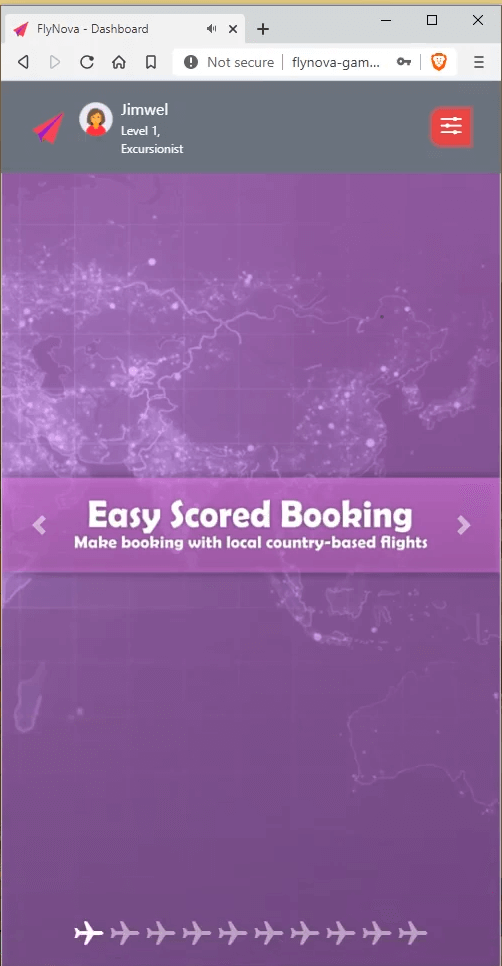 FlyNova - Dashboard
Not secure
flynova-gam...
Jimwel
Level 1,
Excursionist
Easy Scored Booking
Make booking with local country-based flights